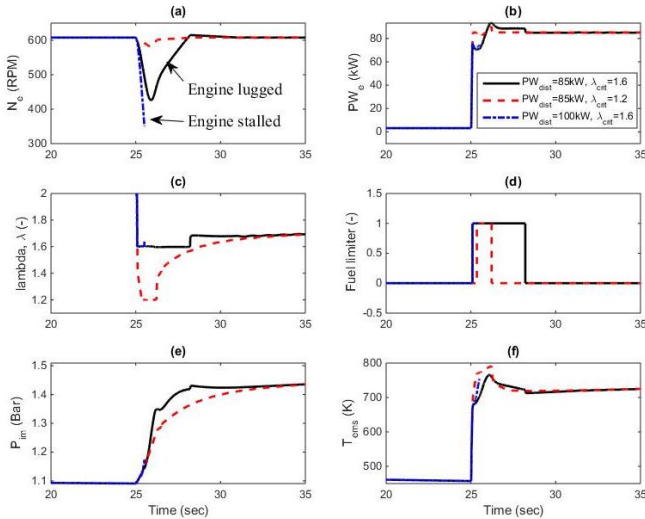 (a)
600
500
400
300
20
25
30
35
N_e (RPM)
Engine lugged
Engine stalled
(b)
80
60
40
20
0
20
25
30
35
PW_e (kW)
PW_dist=85kW, λ_crit=1.6
PW_dist=85kW, λ_crit=1.2
PW_dist=100kW, λ_crit=1.6
(c)
2
1.8
1.6
1.4
1.2
20
25
30
35
lambda, λ (-)
(d)
1.5
1
0.5
0
-0.5
20
25
30
35
Fuel limiter (-)
(e)
1.5
1.4
1.3
1.2
1.1
20
25
30
35
P_im (Bar)
Time (sec)
(f)
800
700
600
500
20
25
30
35
T_ems (K)
Time (sec)